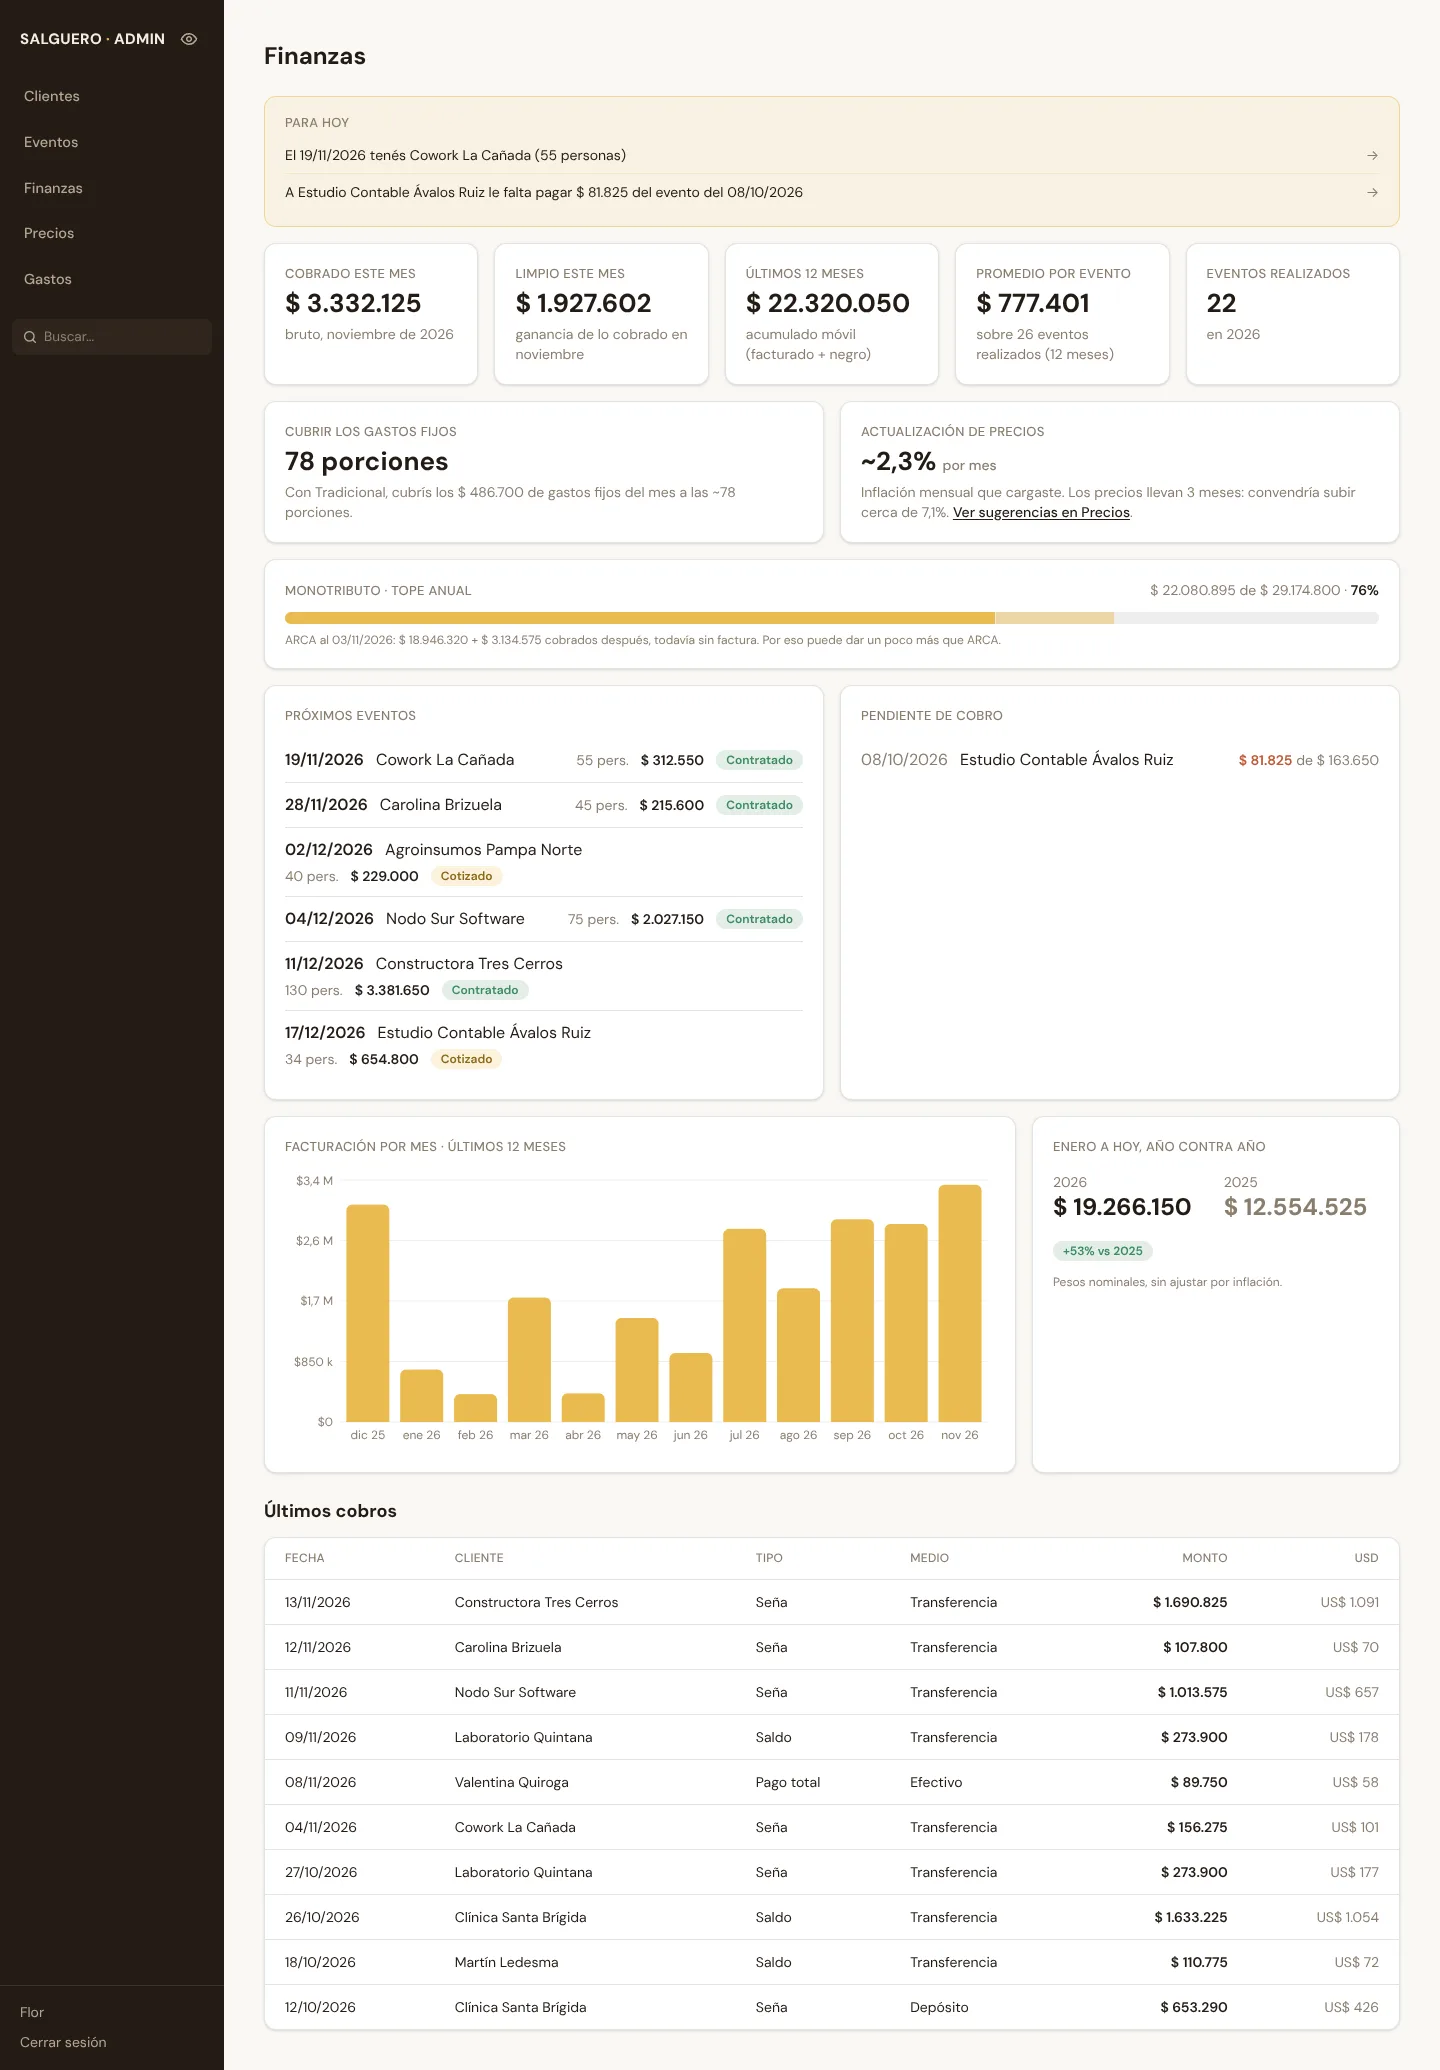 SALGUERO · ADMIN
Clientes
Eventos
Finanzas
Precios
Gastos
Buscar...
Flor
Cerrar sesión
Finanzas
PARA HOY
El 19/11/2026 tenés Cowork La Cañada (55 personas) →
A Estudio Contable Ávalos Ruiz le falta pagar $ 81.825 del evento del 08/10/2026 →
COBRADO ESTE MES
$ 3.332.125
bruto, noviembre de 2026
LIMPIO ESTE MES
$ 1.927.602
ganancia de lo cobrado en
noviembre
ÚLTIMOS 12 MESES
$ 22.320.050
acumulado móvil
(facturado + negro)
PROMEDIO POR EVENTO
$ 777.401
sobre 26 eventos
realizados (12 meses)
EVENTOS REALIZADOS
22
en 2026
CUBRIR LOS GASTOS FIJOS
78 porciones
Con Tradicional, cubrís los $ 486.700 de gastos fijos del mes a las ~78
porciones.
ACTUALIZACIÓN DE PRECIOS
~2,3% por mes
Inflación mensual que cargaste. Los precios llevan 3 meses: convendría subir
cerca de 7,1%. Ver sugerencias en Precios.
MONOTRIBUTO · TOPE ANUAL $ 22.080.895 de $ 29.174.800 · 76%
ARCA al 03/11/2026: $ 18.946.320 + $ 3.134.575 cobrados después, todavía sin factura. Por eso puede dar un poco más que ARCA.
PRÓXIMOS EVENTOS
19/11/2026 Cowork La Cañada 55 pers. $ 312.550 Contratado
28/11/2026 Carolina Brizuela 45 pers. $ 215.600 Contratado
02/12/2026 Agroinsumos Pampa Norte
40 pers. $ 229.000 Cotizado
04/12/2026 Nodo Sur Software 75 pers. $ 2.027.150 Contratado
11/12/2026 Constructora Tres Cerros
130 pers. $ 3.381.650 Contratado
17/12/2026 Estudio Contable Ávalos Ruiz
34 pers. $ 654.800 Cotizado
PENDIENTE DE COBRO
08/10/2026 Estudio Contable Ávalos Ruiz $ 81.825 de $ 163.650
FACTURACIÓN POR MES · ÚLTIMOS 12 MESES
$3,4 M
$2,6 M
$1,7 M
$850 k
$0
dic 25 ene 26 feb 26 mar 26 abr 26 may 26 jun 26 jul 26 ago 26 sep 26 oct 26 nov 26
ENERO A HOY, AÑO CONTRA AÑO
2026 2025
$ 19.266.150 $ 12.554.525
+53% vs 2025
Pesos nominales, sin ajustar por inflación.
Últimos cobros
FECHA CLIENTE TIPO MEDIO MONTO USD
13/11/2026 Constructora Tres Cerros Seña Transferencia $ 1.690.825 US$ 1.091
12/11/2026 Carolina Brizuela Seña Transferencia $ 107.800 US$ 70
11/11/2026 Nodo Sur Software Seña Transferencia $ 1.013.575 US$ 657
09/11/2026 Laboratorio Quintana Saldo Transferencia $ 273.900 US$ 178
08/11/2026 Valentina Quiroga Pago total Efectivo $ 89.750 US$ 58
04/11/2026 Cowork La Cañada Seña Transferencia $ 156.275 US$ 101
27/10/2026 Laboratorio Quintana Seña Transferencia $ 273.900 US$ 177
26/10/2026 Clínica Santa Brígida Saldo Transferencia $ 1.633.225 US$ 1.054
18/10/2026 Martín Ledesma Saldo Transferencia $ 110.775 US$ 72
12/10/2026 Clínica Santa Brígida Seña Depósito $ 653.290 US$ 426